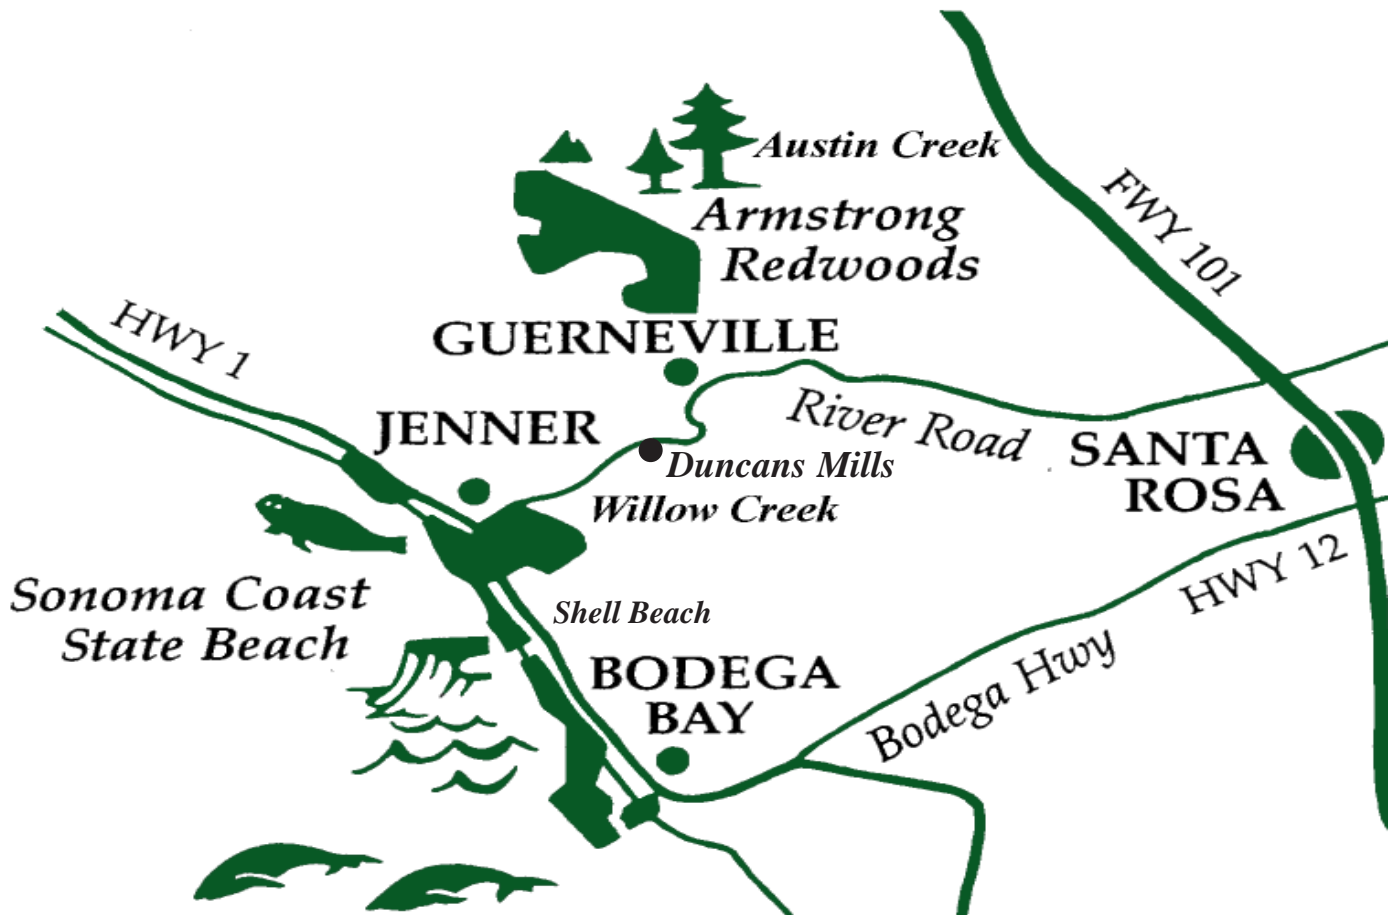 Austin Creek
Armstrong
Redwoods
FWY 101
HWY 1
GUERNEVILLE
River Road
JENNER
Duncans Mills
SANTA
ROSA
Willow Creek
HWY 12
Sonoma Coast
State Beach
Shell Beach
BODEGA
BAY
Bodega Hwy